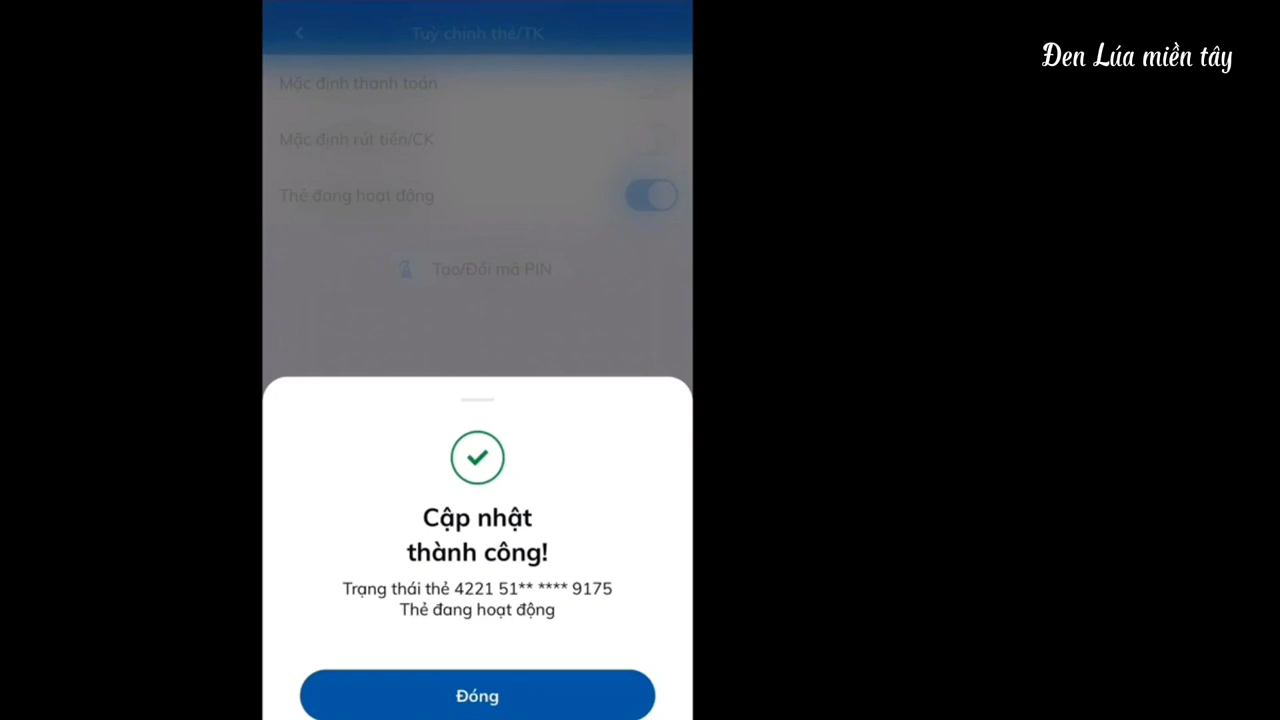 Tuỳ chỉnh thẻ/TK
Đen Lúa miền tây
Mặc định thanh toán
Mặc định rút tiền/CK
Thẻ đang hoạt động
Tạo/Đổi mã PIN
Cập nhật
thành công!
Trạng thái thẻ 4221 51** **** 9175
Thẻ đang hoạt động
Đóng